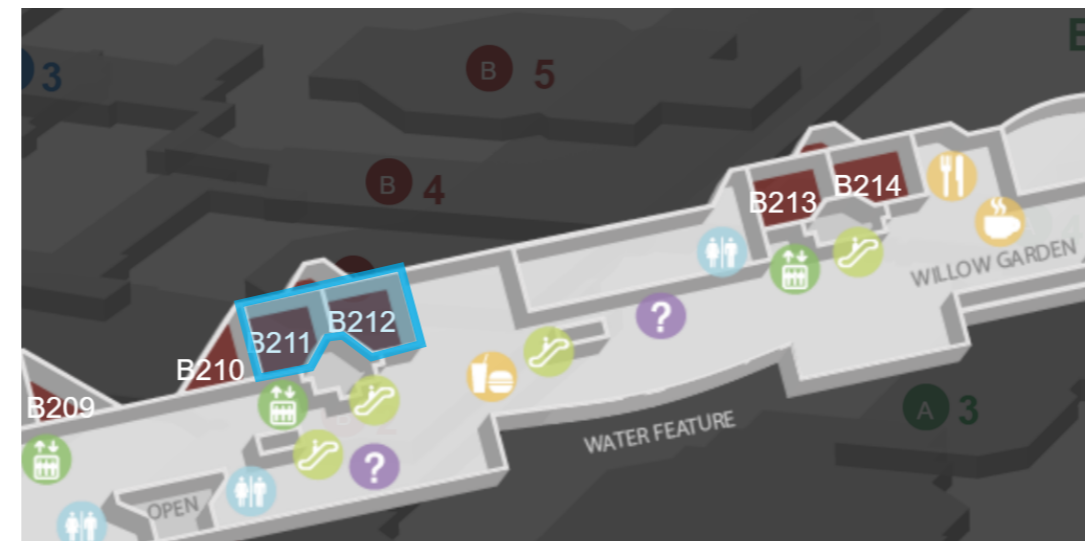 E
3
B 5
B 4
B214
B213
WILLOW GARDEN
B212
B211
B210
B209
?
A 3
WATER FEATURE
?
OPEN